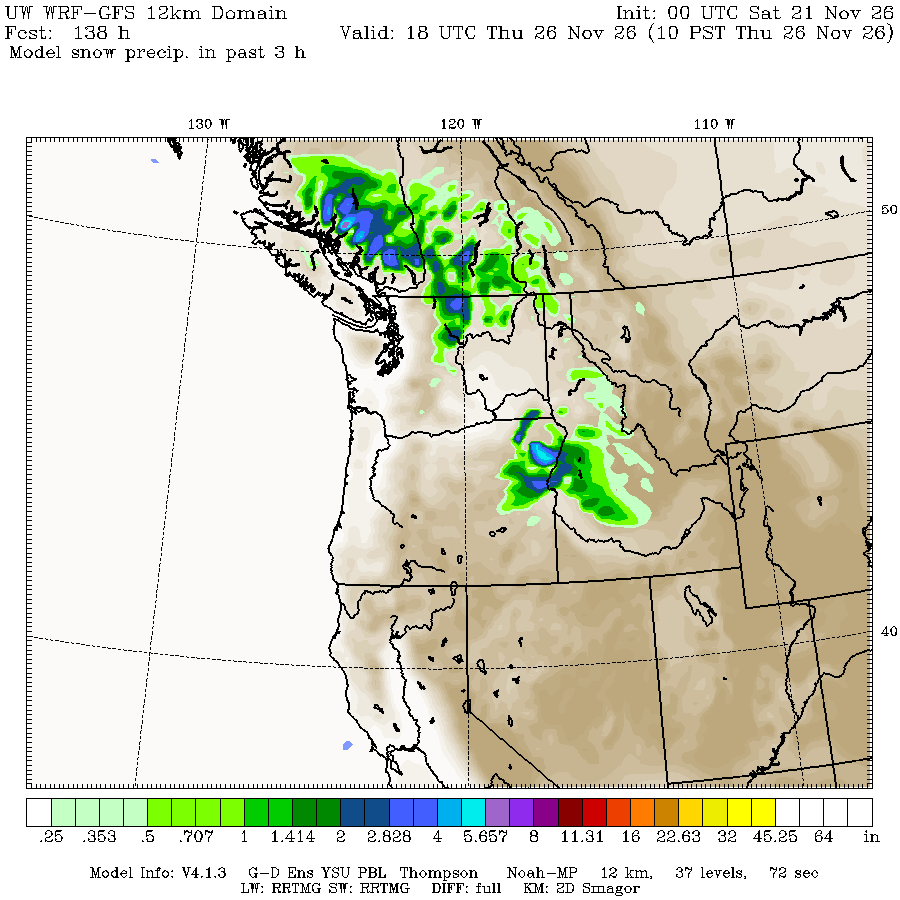 UW WRF-GFS 12km Domain Init: 00 UTC Sat 21 Nov 26
Fcst: 138 h Valid: 18 UTC Thu 26 Nov 26 (10 PST Thu 26 Nov 26)
Model snow precip. in past 3 h
130 W 120 W 110 W
50
40
.25 .353 .5 .707 1 1.414 2 2.828 4 5.657 8 11.31 16 22.63 32 45.25 64 in
Model Info: V4.1.3 G-D Ens YSU PBL Thompson Noah-MP 12 km, 37 levels, 72 sec
LW: RRTMG SW: RRTMG DIFF: full KM: 2D Smagor